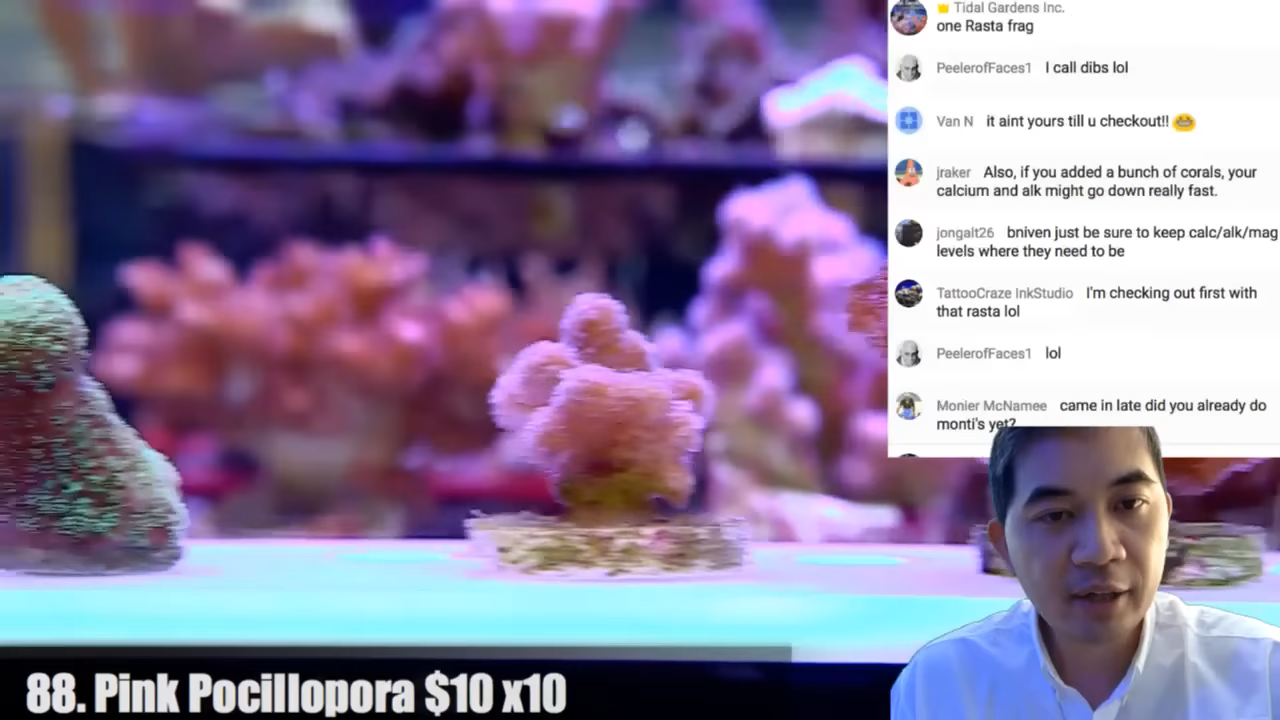 Tidal Gardens Inc.
one Rasta frag
PeelerofFaces1 I call dibs lol
Van N it aint yours till u checkout!!
jraker Also, if you added a bunch of corals, your
calcium and alk might go down really fast.
jongalt26 bniven just be sure to keep calc/alk/mag
levels where they need to be
TattooCraze InkStudio I'm checking out first with
that rasta lol
PeelerofFaces1 lol
Monier McNamee came in late did you already do
monti's yet?
88. Pink Pocillopora $10 x10